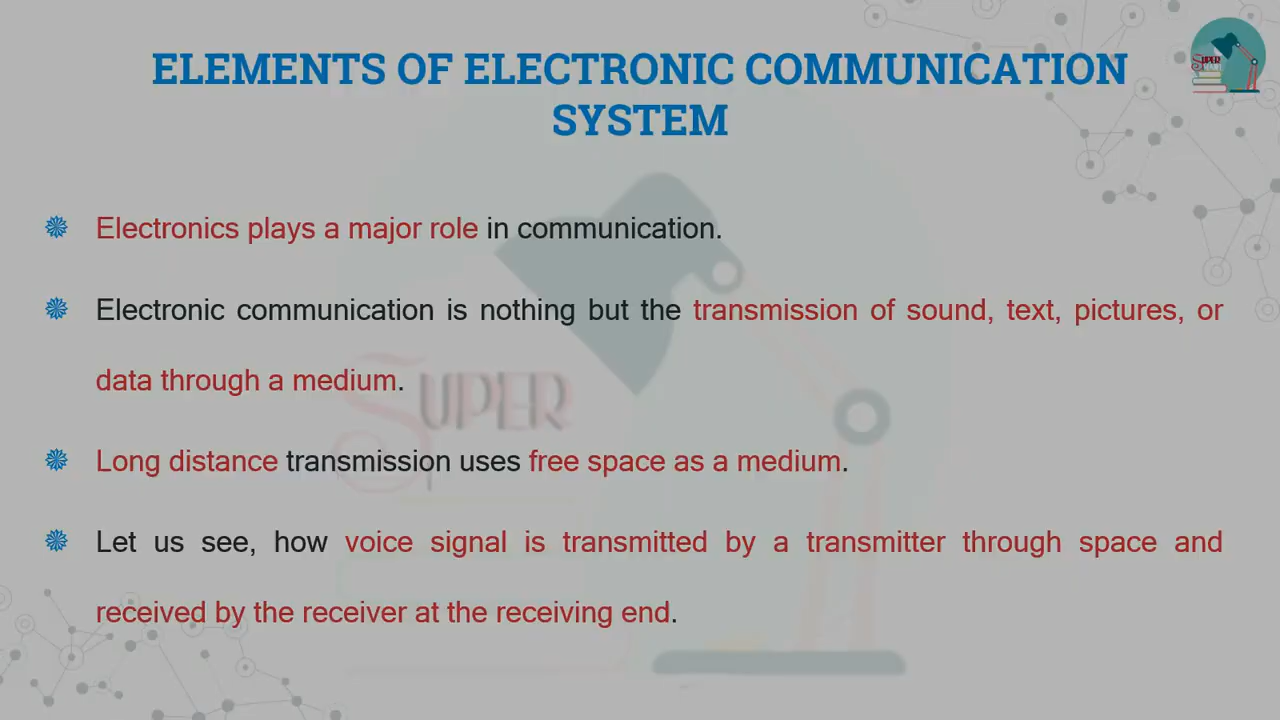 SUPER
ELEMENTS OF ELECTRONIC COMMUNICATION
SYSTEM
Electronics plays a major role in communication.
Electronic communication is nothing but the transmission of sound, text, pictures, or
data through a medium.
SUPER
Long distance transmission uses free space as a medium.
Let us see, how voice signal is transmitted by a transmitter through space and
received by the receiver at the receiving end.